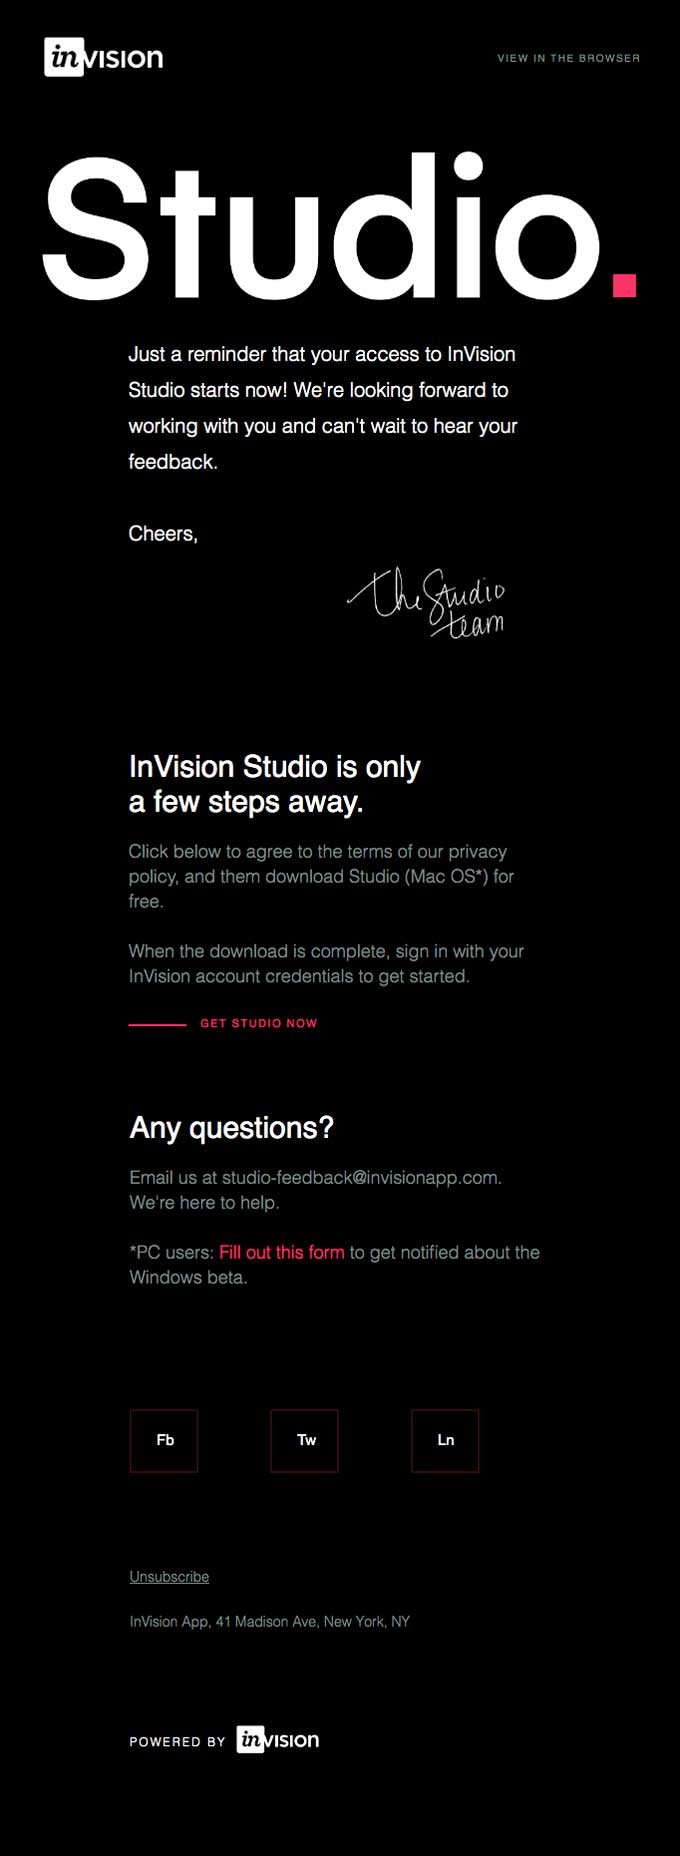 invision
VIEW IN THE BROWSER
Studio.
Just a reminder that your access to InVision
Studio starts now! We're looking forward to
working with you and can't wait to hear your
feedback.
Cheers,
the Studio
team
InVision Studio is only
a few steps away.
Click below to agree to the terms of our privacy
policy, and them download Studio (Mac OS*) for
free.
When the download is complete, sign in with your
InVision account credentials to get started.
GET STUDIO NOW
Any questions?
Email us at studio-feedback@invisionapp.com.
We're here to help.
*PC users: Fill out this form to get notified about the
Windows beta.
Fb
Tw
Ln
Unsubscribe
InVision App, 41 Madison Ave, New York, NY
POWERED BY invision